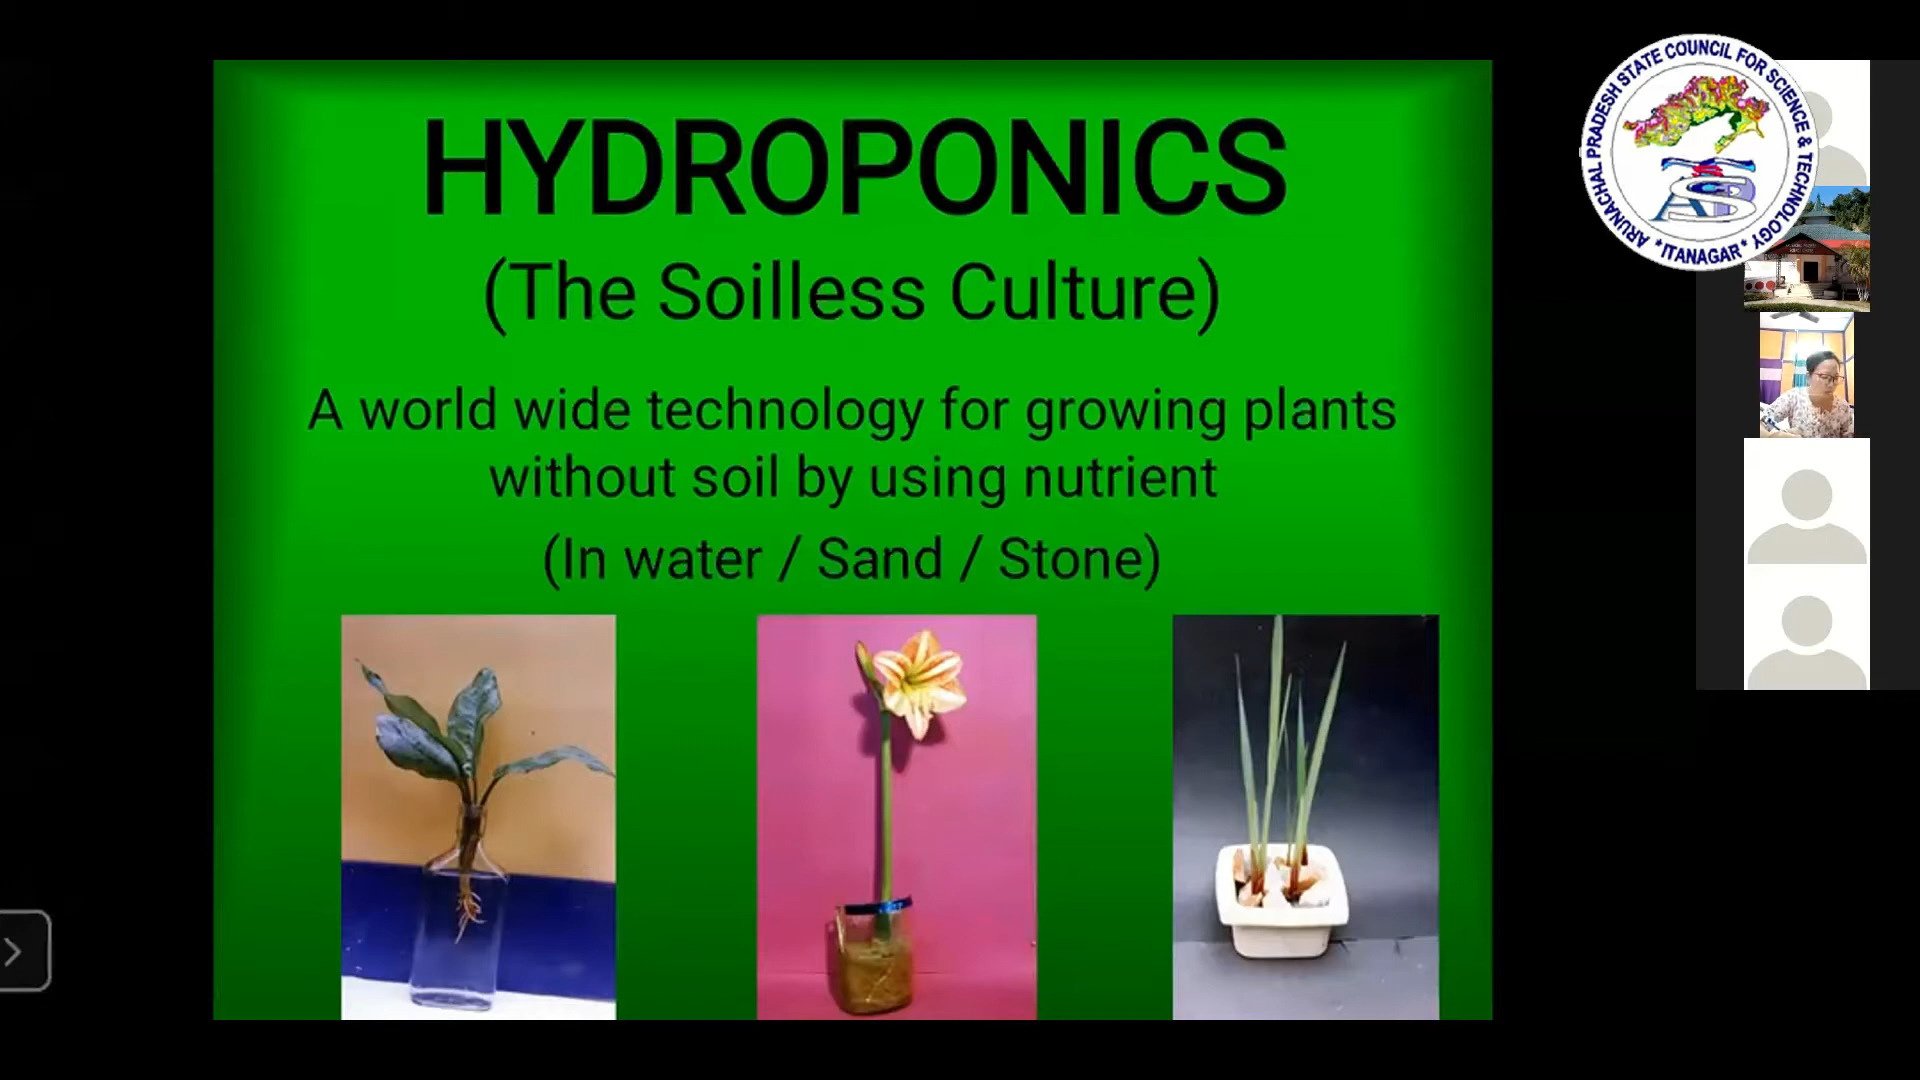 HYDROPONICS
(The Soilless Culture)
A world wide technology for growing plants
without soil by using nutrient
(In water / Sand / Stone)
ARUNACHAL PRADESH STATE COUNCIL FOR SCIENCE & TECHNOLOGY
*ITANAGAR*